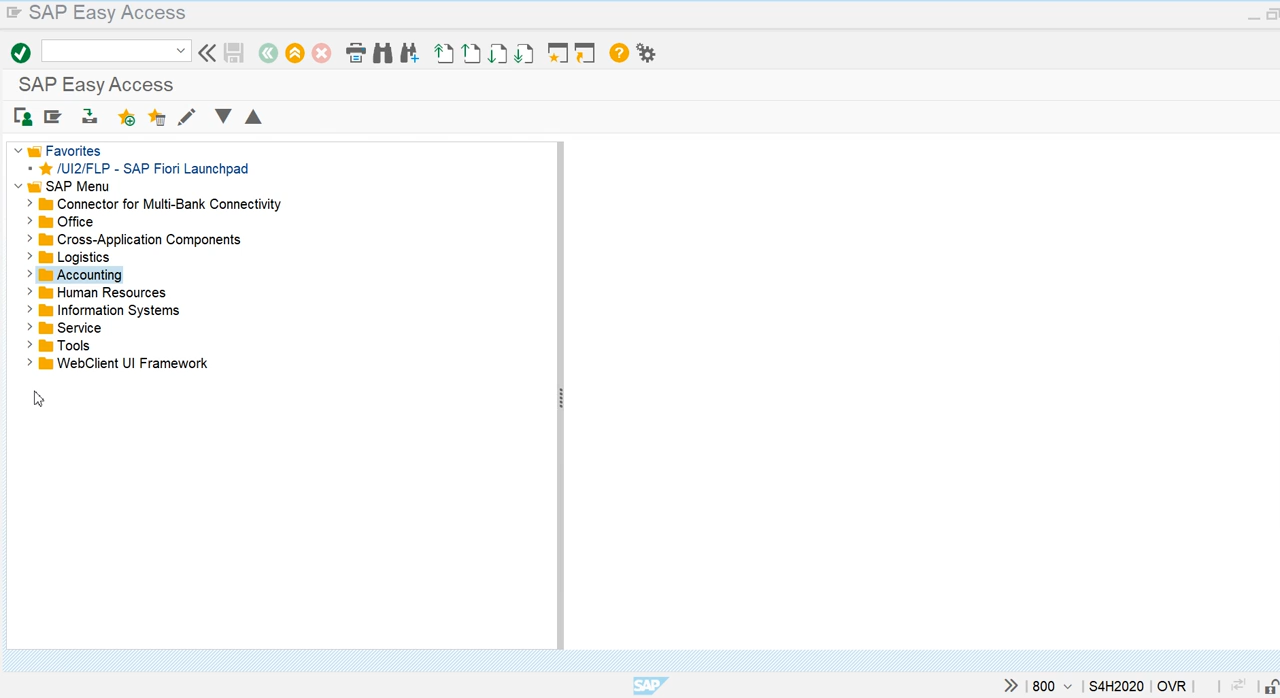 SAP Easy Access
SAP Easy Access
Favorites
/UI2/FLP - SAP Fiori Launchpad
SAP Menu
Connector for Multi-Bank Connectivity
Office
Cross-Application Components
Logistics
Accounting
Human Resources
Information Systems
Service
Tools
WebClient UI Framework
SAP
800
S4H2020
OVR